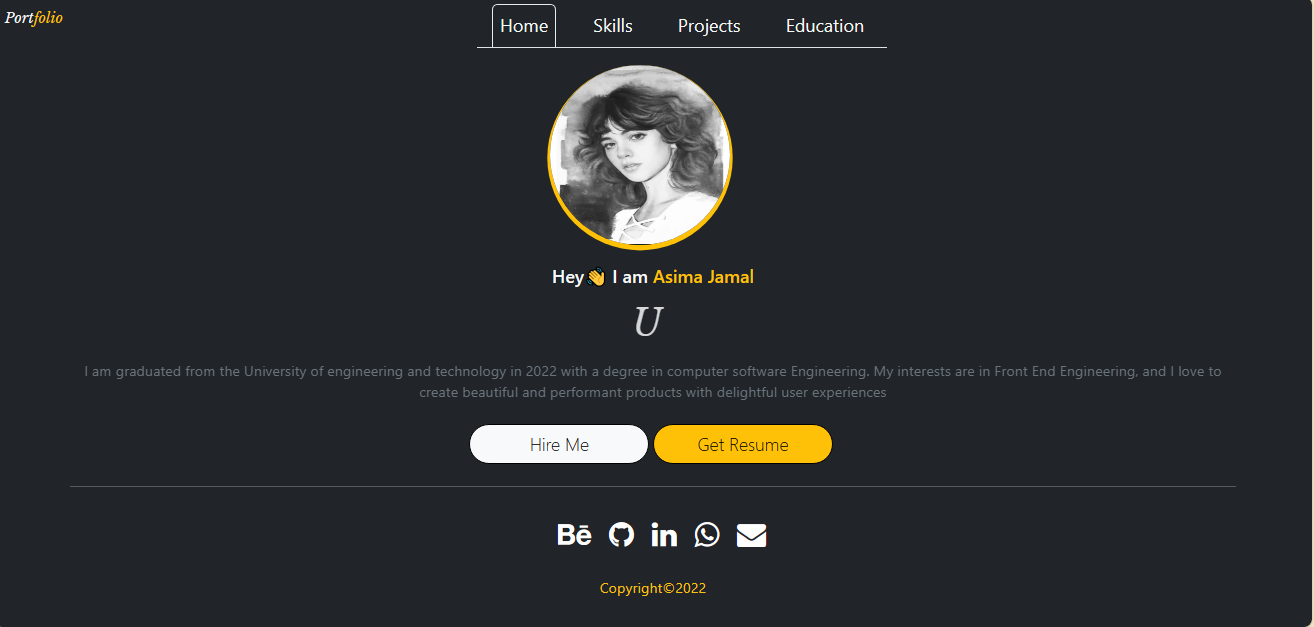 Portfolio
Home Skills Projects Education
Hey👋 I am Asima Jamal
U
I am graduated from the University of engineering and technology in 2022 with a degree in computer software Engineering. My interests are in Front End Engineering, and I love to
create beautiful and performant products with delightful user experiences
Hire Me Get Resume
Bē in
Copyright©2022